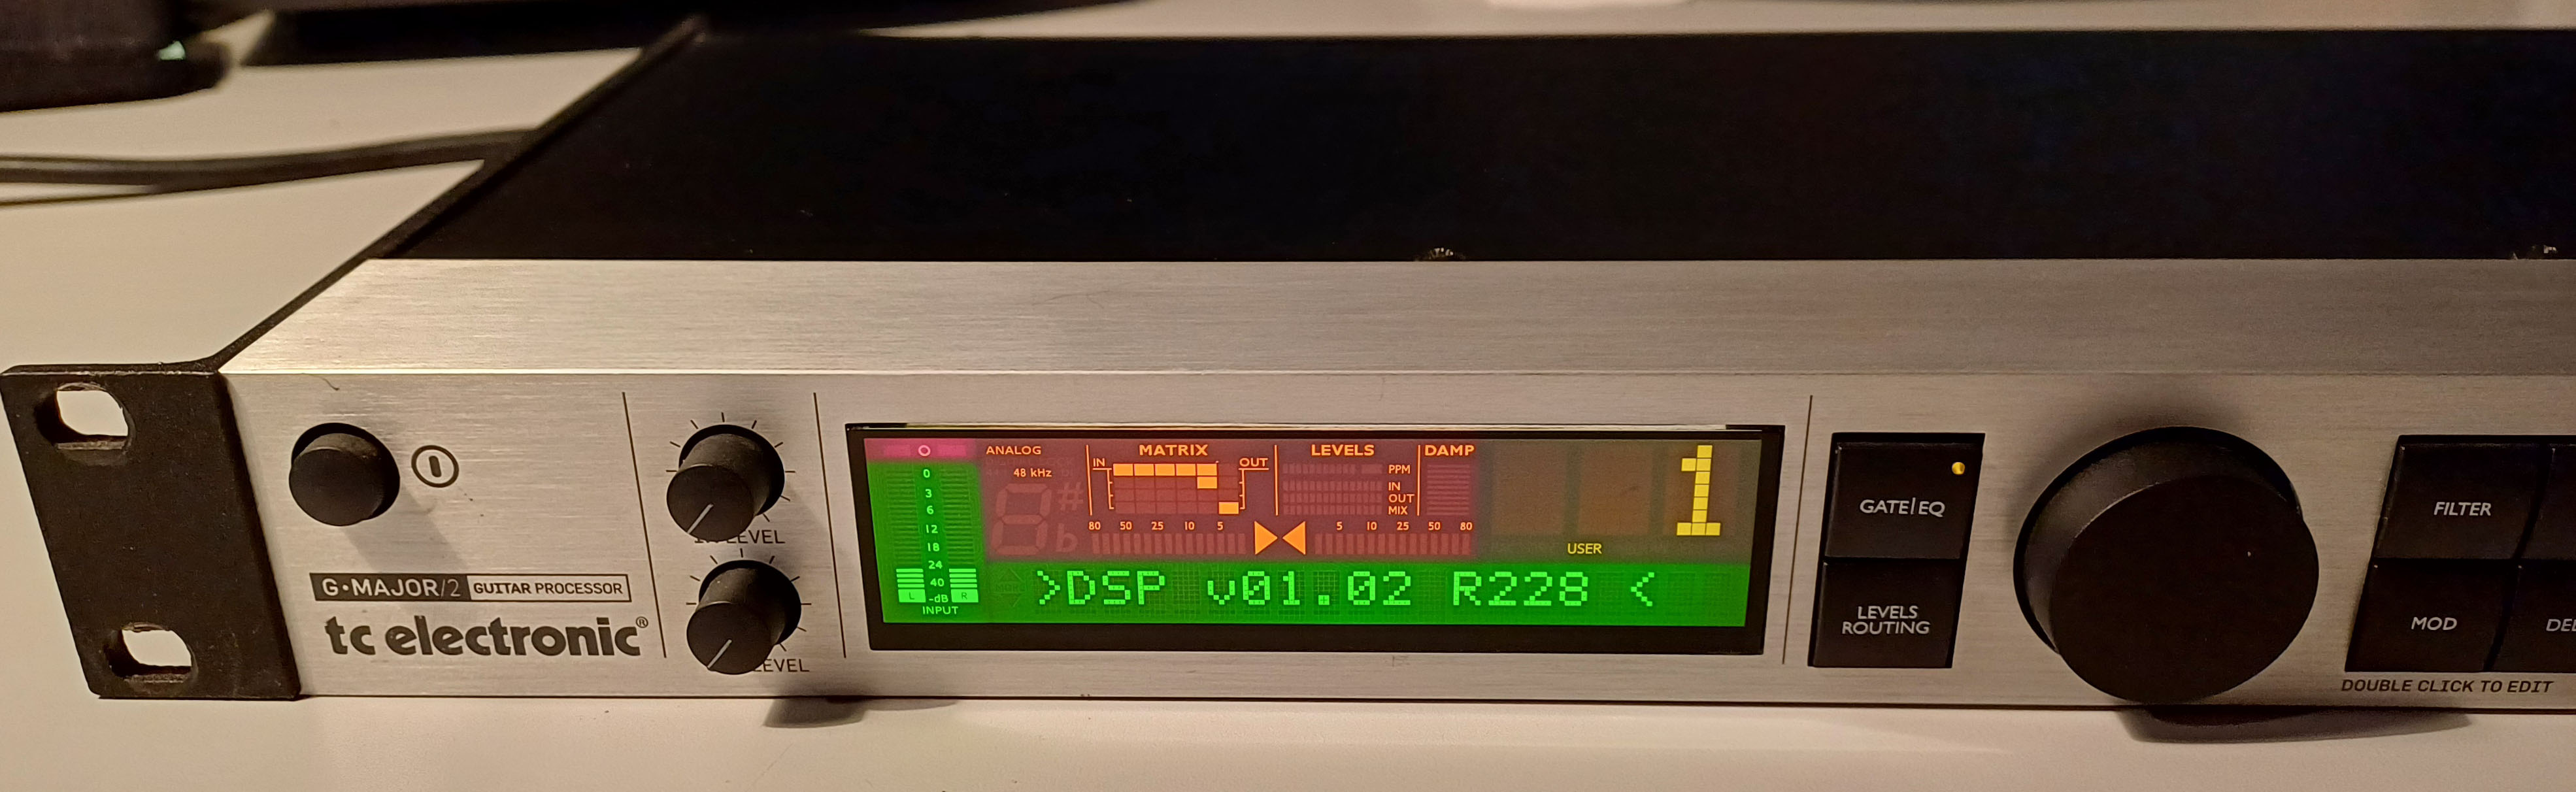 G•MAJOR/2 GUITAR PROCESSOR
tc electronic®
LEVEL
LEVEL
0
3
6
12
18
24
40
L -dB R
INPUT
ANALOG
48 kHz
8 # b
MATRIX
IN OUT
LEVELS
PPM
IN
OUT
MIX
DAMP
80 50 25 10 5 5 10 25 50 80
1
USER
>DSP v01.02 R228 <
GATE|EQ
LEVELS
ROUTING
FILTER
MOD
DEL
DOUBLE CLICK TO EDIT